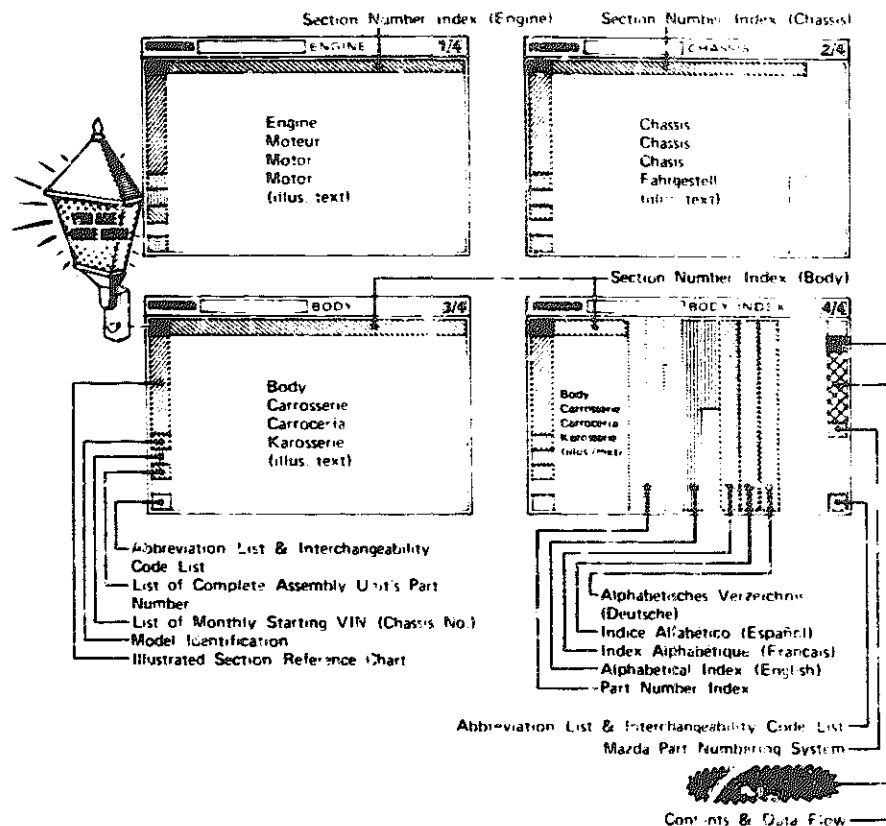 Section Number Index (Engine)
Section Number Index (Chassis)
ENGINE 1/4
CHASSIS 2/4
Engine
Moteur
Motor
Motor
(illus. text)
Chassis
Chassis
Chasis
Fahrgestell
(illus. text)
Section Number Index (Body)
BODY 3/4
BODY INDEX 4/4
Body
Carrosserie
Carroceria
Karosserie
(illus. text)
Body
Carrosserie
Carroceria
Karosserie
Abbreviation List & Interchangeability
Code List
List of Complete Assembly Unit's Part
Number
List of Monthly Starting VIN (Chassis No.)
Model Identification
Illustrated Section Reference Chart
Alphabetisches Verzeichnis
(Deutsche)
Indice Alfabético (Español)
Index Alphabétique (Francais)
Alphabetical Index (English)
Part Number Index
Abbreviation List & Interchangeability Code List
Mazda Part Numbering System
Contents & Data Flow